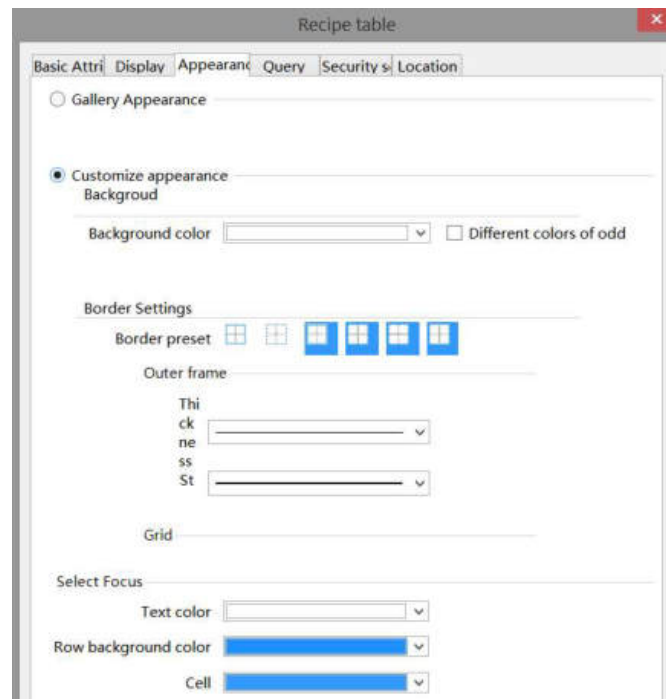 Recipe table
Basic Attri Display Appearanc Query Security s Location
Gallery Appearance
Customize appearance
Backgroud
Background color Different colors of odd
Border Settings
Border preset
Outer frame
Thi
ck
ne
ss
St
Grid
Select Focus
Text color
Row background color
Cell